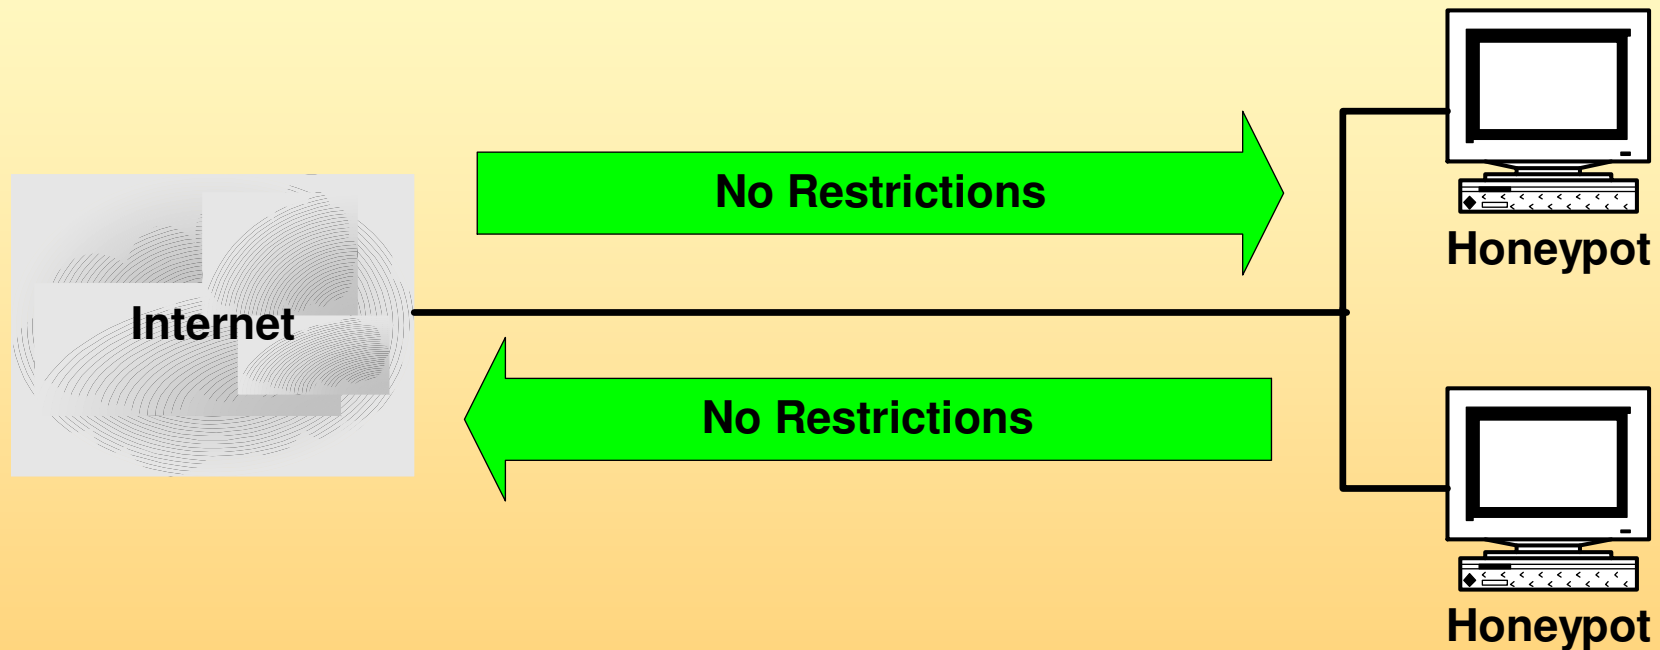 No Restrictions
Honeypot
Internet
No Restrictions
Honeypot